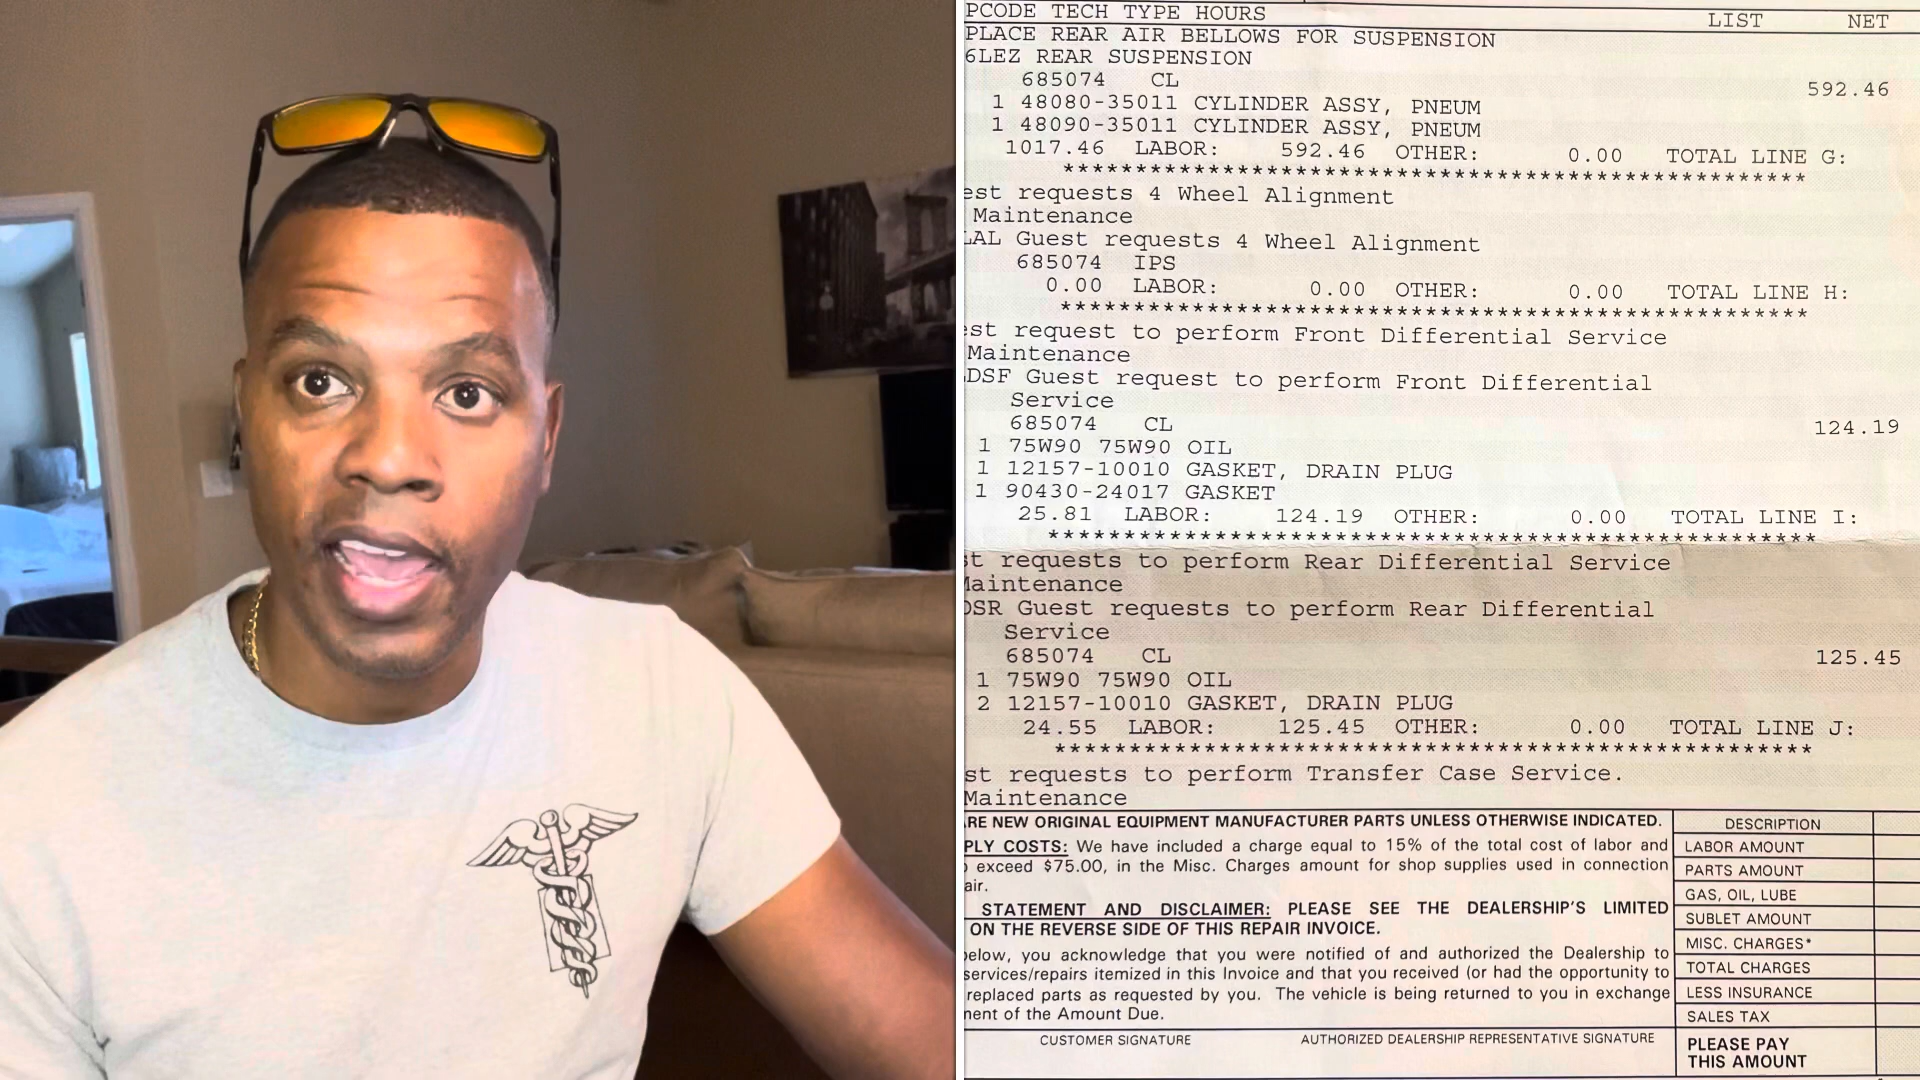 PCODE TECH TYPE HOURS LIST NET
PLACE REAR AIR BELLOWS FOR SUSPENSION
6LEZ REAR SUSPENSION
685074 CL 592.46
1 48080-35011 CYLINDER ASSY, PNEUM
1 48090-35011 CYLINDER ASSY, PNEUM
1017.46 LABOR: 592.46 OTHER: 0.00 TOTAL LINE G:
****************************************************
est requests 4 Wheel Alignment
Maintenance
LAL Guest requests 4 Wheel Alignment
685074 IPS
0.00 LABOR: 0.00 OTHER: 0.00 TOTAL LINE H:
****************************************************
est request to perform Front Differential Service
Maintenance
DSF Guest request to perform Front Differential
Service
685074 CL 124.19
1 75W90 75W90 OIL
1 12157-10010 GASKET, DRAIN PLUG
1 90430-24017 GASKET
25.81 LABOR: 124.19 OTHER: 0.00 TOTAL LINE I:
****************************************************
st requests to perform Rear Differential Service
Maintenance
DSR Guest requests to perform Rear Differential
Service
685074 CL 125.45
1 75W90 75W90 OIL
2 12157-10010 GASKET, DRAIN PLUG
24.55 LABOR: 125.45 OTHER: 0.00 TOTAL LINE J:
****************************************************
st requests to perform Transfer Case Service.
Maintenance
RE NEW ORIGINAL EQUIPMENT MANUFACTURER PARTS UNLESS OTHERWISE INDICATED.
PLY COSTS: We have included a charge equal to 15% of the total cost of labor and
exceed $75.00, in the Misc. Charges amount for shop supplies used in connection
air.
STATEMENT AND DISCLAIMER: PLEASE SEE THE DEALERSHIP'S LIMITED
ON THE REVERSE SIDE OF THIS REPAIR INVOICE.
below, you acknowledge that you were notified of and authorized the Dealership to
services/repairs itemized in this Invoice and that you received (or had the opportunity to
replaced parts as requested by you. The vehicle is being returned to you in exchange
ment of the Amount Due.
CUSTOMER SIGNATURE AUTHORIZED DEALERSHIP REPRESENTATIVE SIGNATURE
DESCRIPTION
LABOR AMOUNT
PARTS AMOUNT
GAS, OIL, LUBE
SUBLET AMOUNT
MISC. CHARGES*
TOTAL CHARGES
LESS INSURANCE
SALES TAX
PLEASE PAY
THIS AMOUNT